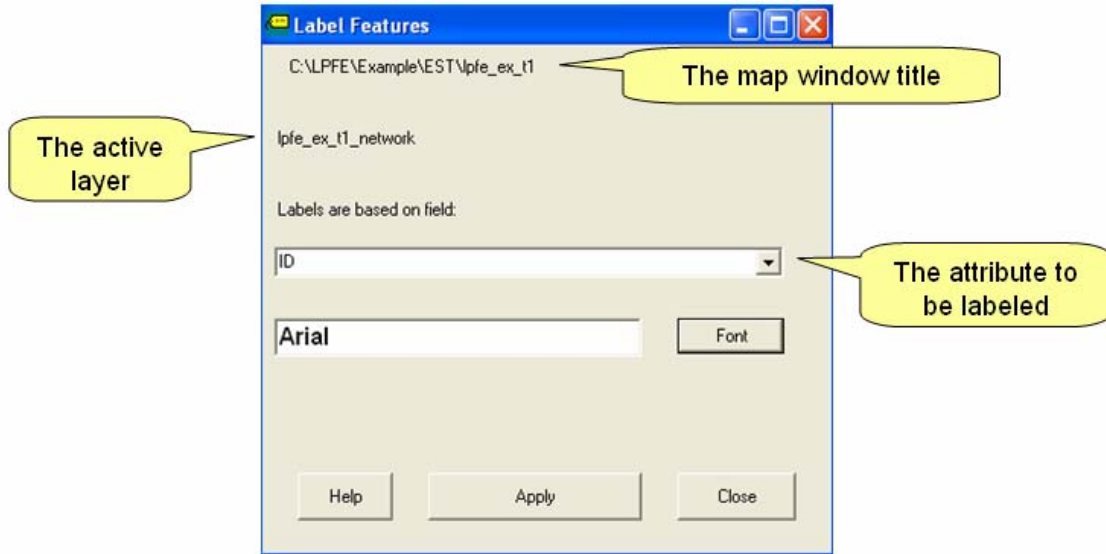 Label Features
C:\LPFE\Example\EST\lpfe_ex_t1
The map window title
lpfe_ex_t1_network
The active
layer
Labels are based on field:
ID
The attribute to
be labeled
Arial
Font
Help
Apply
Close